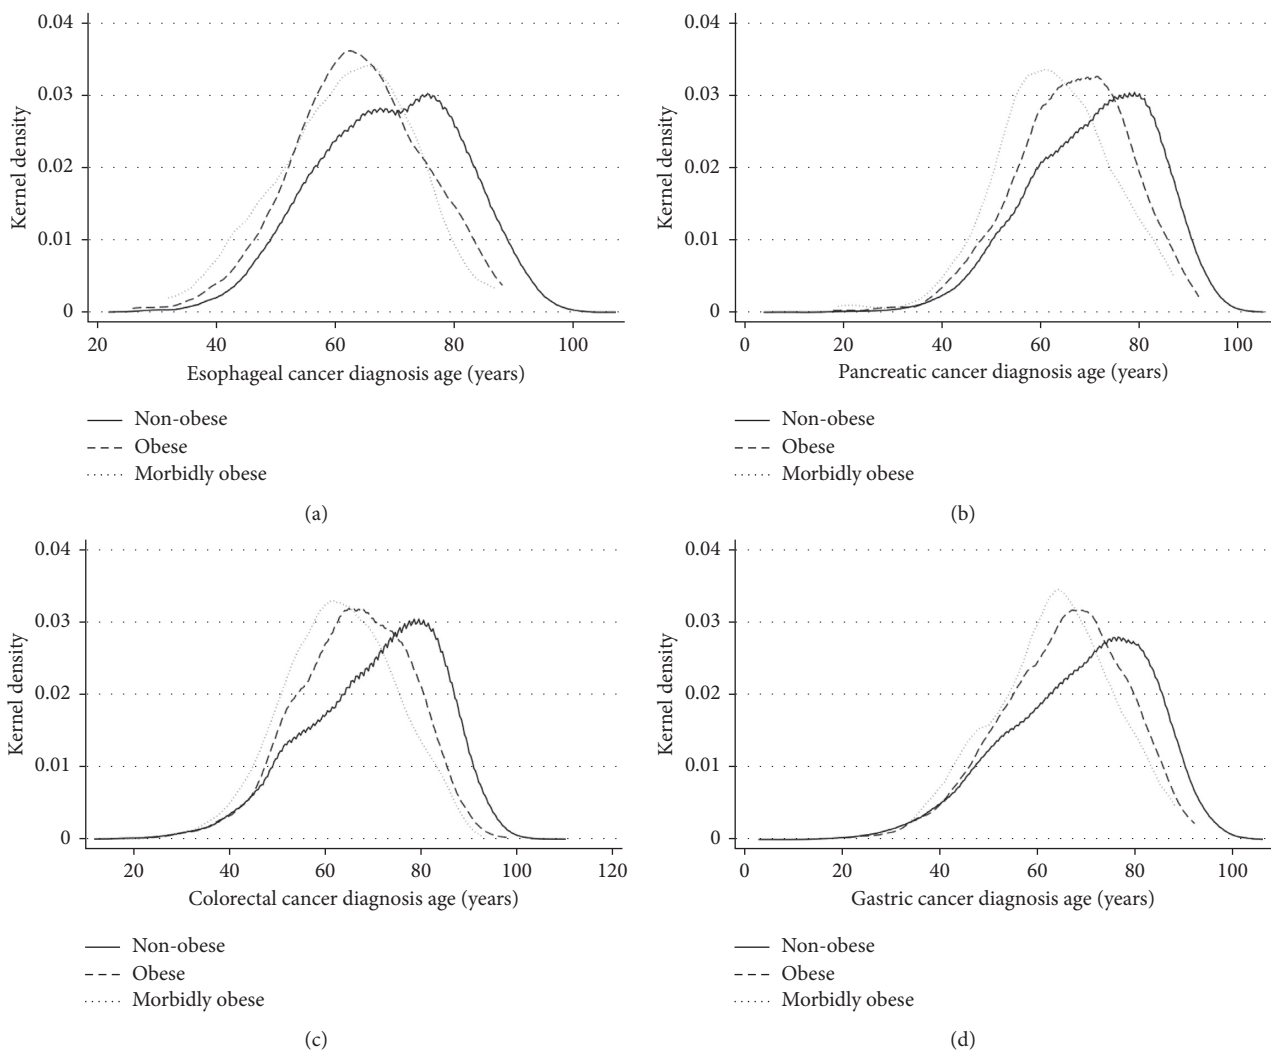 0.04
0.03
0.02
0.01
0
Kernel density
20 40 60 80 100
Esophageal cancer diagnosis age (years)
Non-obese
Obese
Morbidly obese
(a)
0.04
0.03
0.02
0.01
0
Kernel density
0 20 40 60 80 100
Pancreatic cancer diagnosis age (years)
Non-obese
Obese
Morbidly obese
(b)
0.04
0.03
0.02
0.01
0
Kernel density
20 40 60 80 100 120
Colorectal cancer diagnosis age (years)
Non-obese
Obese
Morbidly obese
(c)
0.04
0.03
0.02
0.01
0
Kernel density
0 20 40 60 80 100
Gastric cancer diagnosis age (years)
Non-obese
Obese
Morbidly obese
(d)